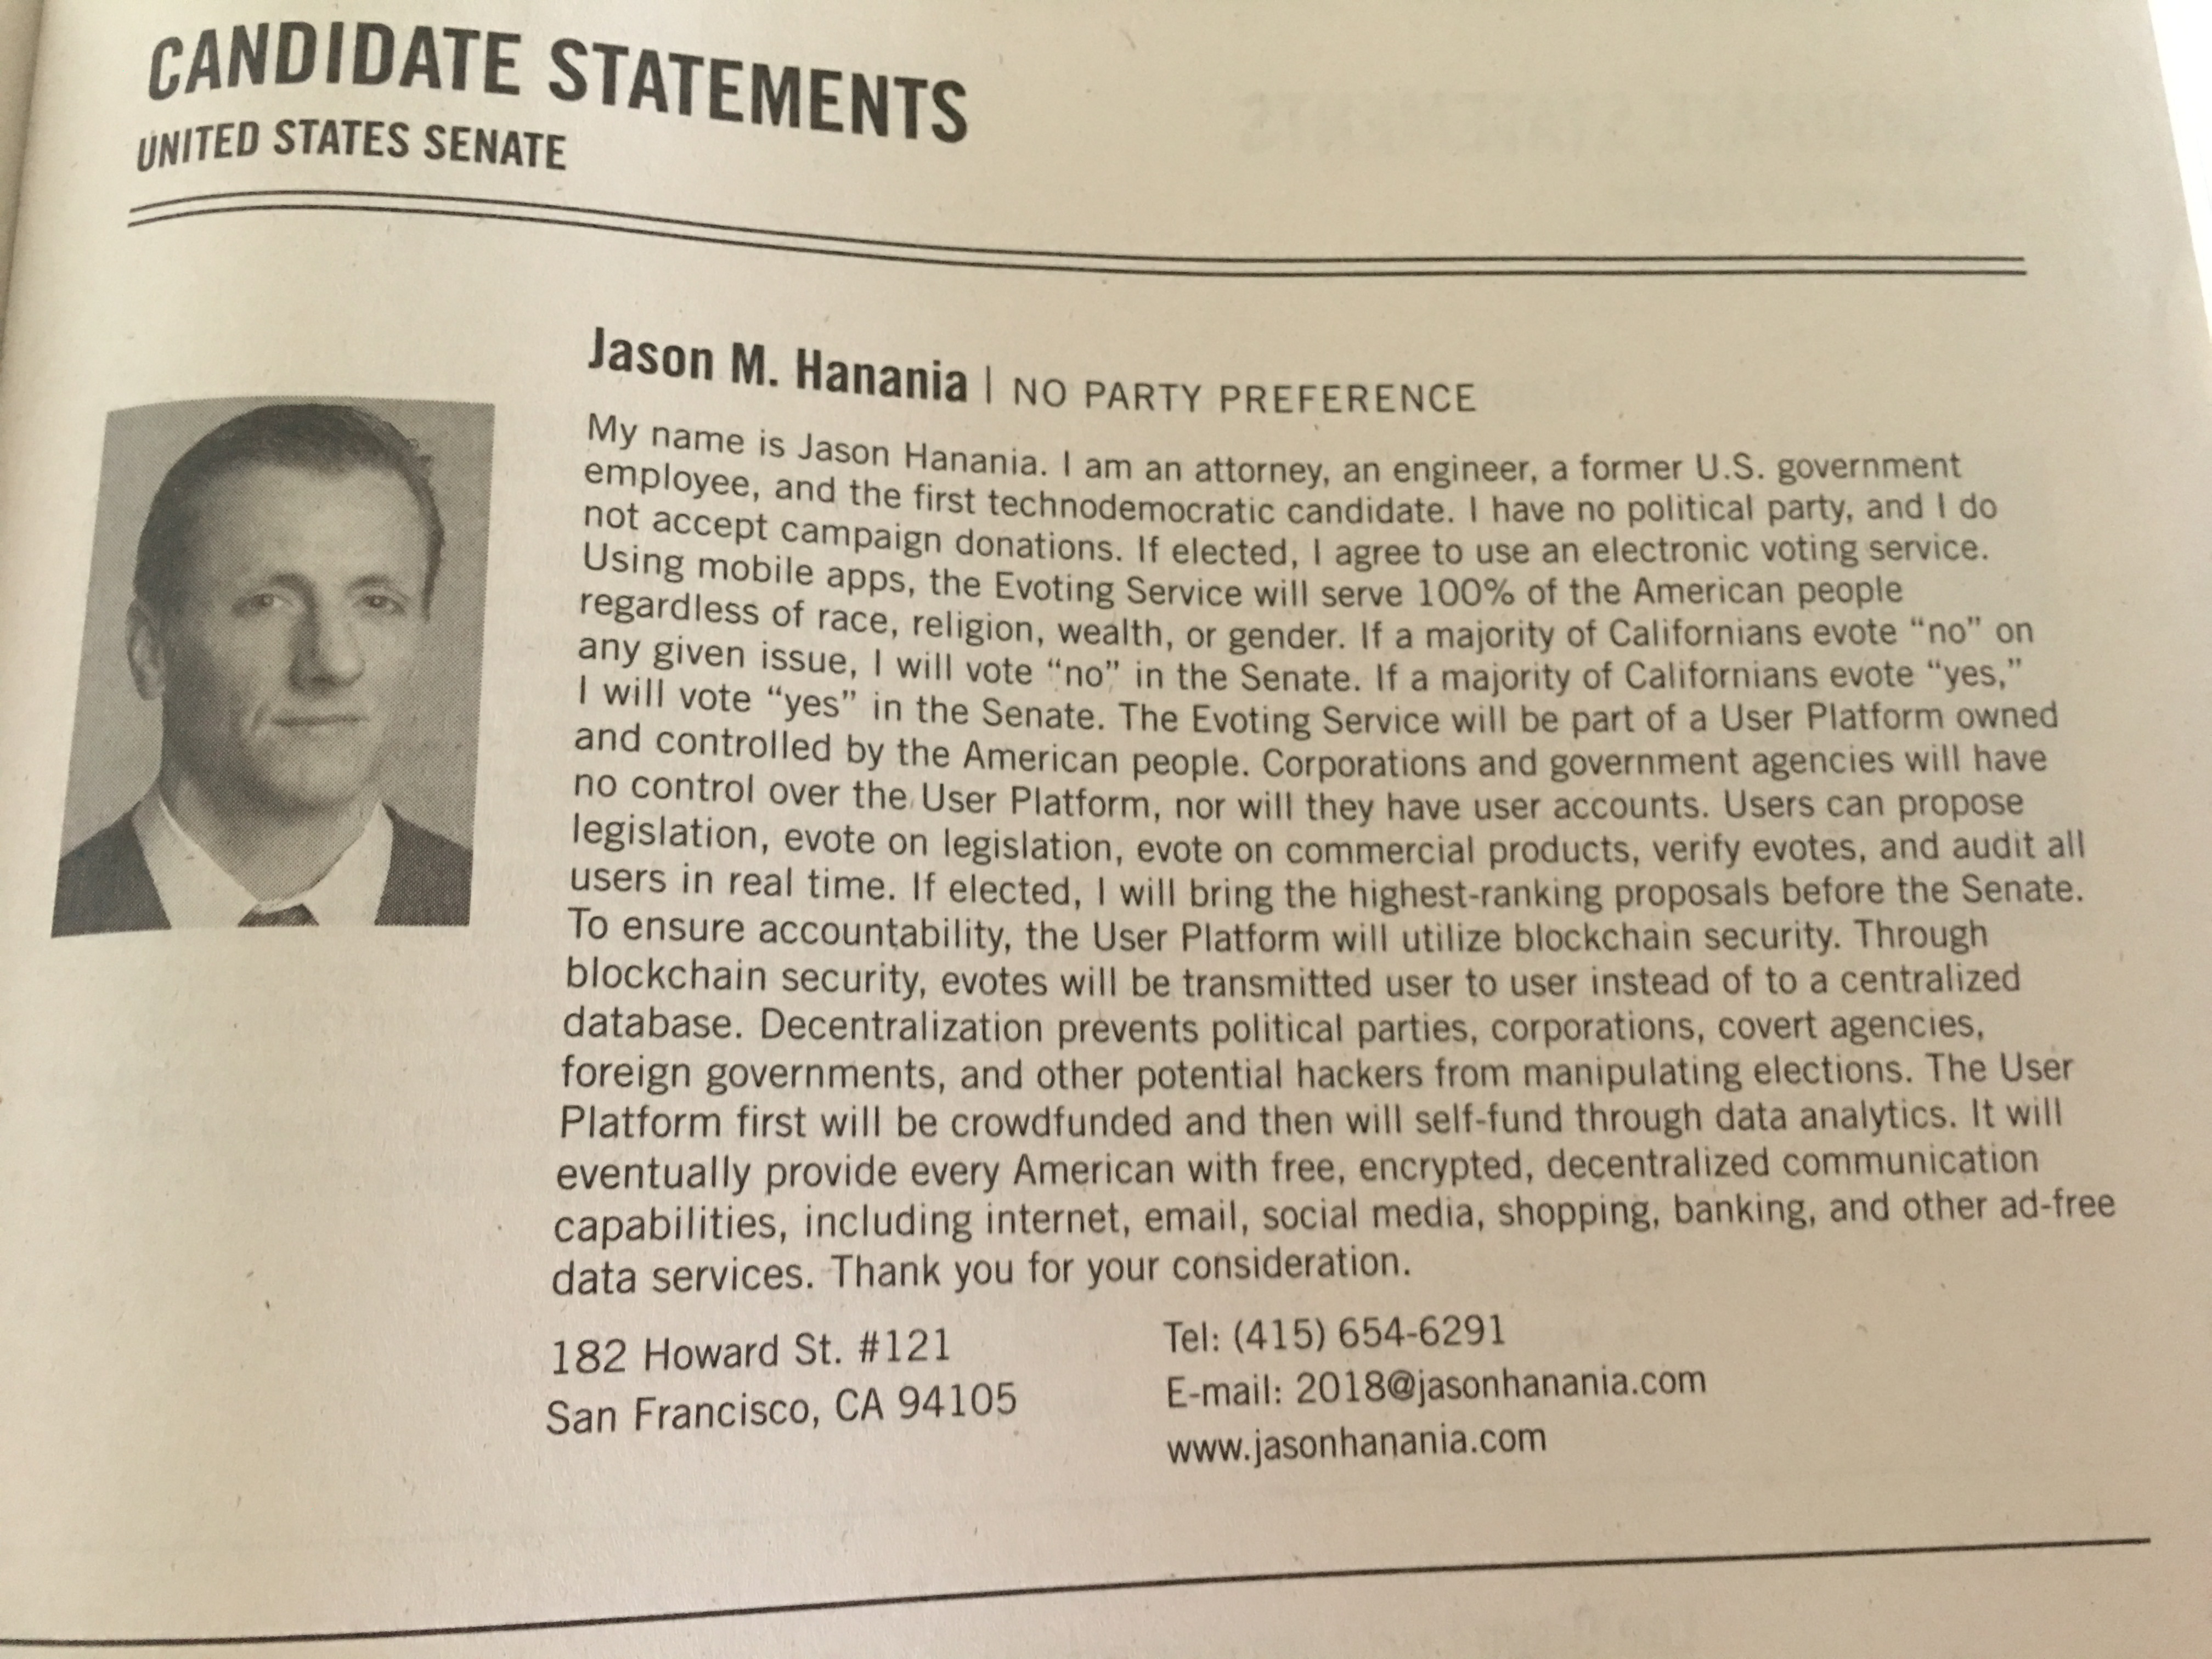 CANDIDATE STATEMENTS
UNITED STATES SENATE
Jason M. Hanania | NO PARTY PREFERENCE
My name is Jason Hanania. I am an attorney, an engineer, a former U.S. government
employee, and the first technodemocratic candidate. I have no political party, and I do
not accept campaign donations. If elected, I agree to use an electronic voting service.
Using mobile apps, the Evoting Service will serve 100% of the American people
regardless of race, religion, wealth, or gender. If a majority of Californians evote “no” on
any given issue, I will vote “no” in the Senate. If a majority of Californians evote “yes,”
I will vote “yes” in the Senate. The Evoting Service will be part of a User Platform owned
and controlled by the American people. Corporations and government agencies will have
no control over the User Platform, nor will they have user accounts. Users can propose
legislation, evote on legislation, evote on commercial products, verify evotes, and audit all
users in real time. If elected, I will bring the highest-ranking proposals before the Senate.
To ensure accountability, the User Platform will utilize blockchain security. Through
blockchain security, evotes will be transmitted user to user instead of to a centralized
database. Decentralization prevents political parties, corporations, covert agencies,
foreign governments, and other potential hackers from manipulating elections. The User
Platform first will be crowdfunded and then will self-fund through data analytics. It will
eventually provide every American with free, encrypted, decentralized communication
capabilities, including internet, email, social media, shopping, banking, and other ad-free
data services. Thank you for your consideration.
182 Howard St. #121
San Francisco, CA 94105
Tel: (415) 654-6291
E-mail: 2018@jasonhanania.com
www.jasonhanania.com